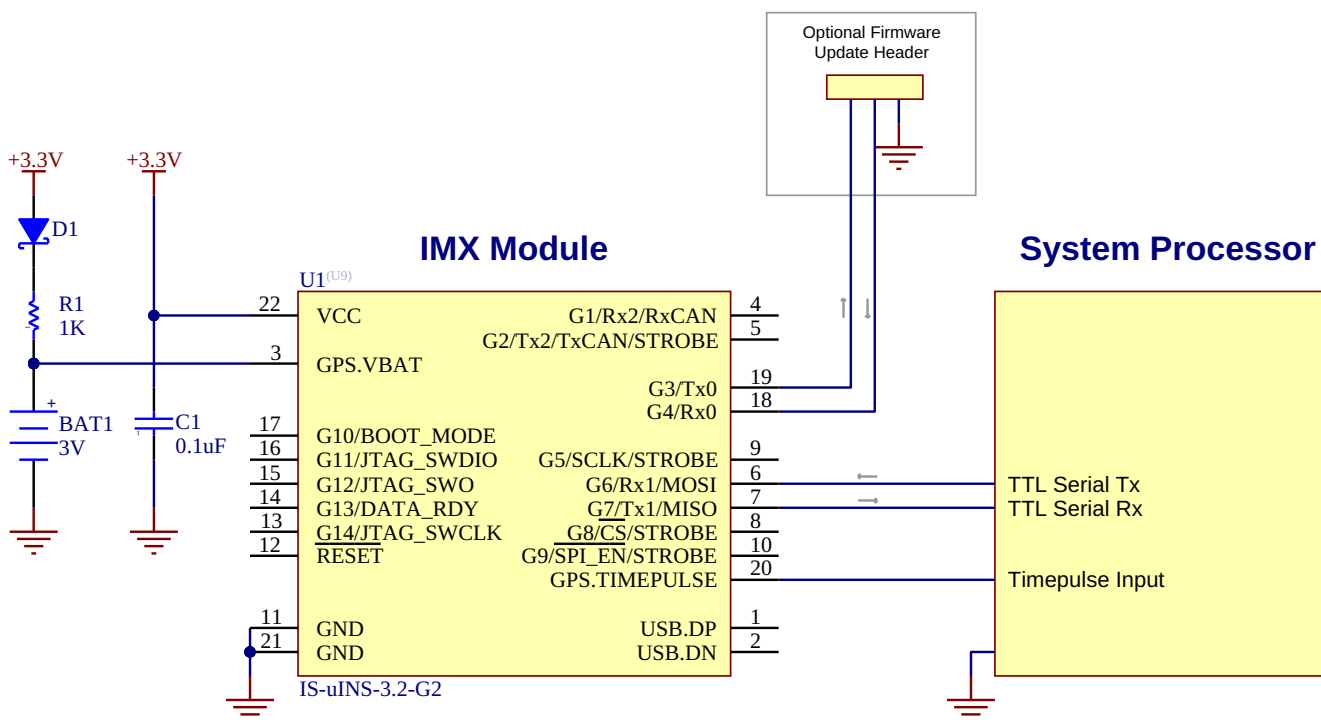 Optional Firmware
Update Header
+3.3V
+3.3V
D1
R1
1K
BAT1
3V
+
C1
0.1uF
IMX Module
U1(U9)
22 VCC
3 GPS.VBAT
17 G10/BOOT_MODE
16 G11/JTAG_SWDIO
15 G12/JTAG_SWO
14 G13/DATA_RDY
13 G14/JTAG_SWCLK
12 RESET
11 GND
21 GND
G1/Rx2/RxCAN 4
G2/Tx2/TxCAN/STROBE 5
G3/Tx0 19
G4/Rx0 18
G5/SCLK/STROBE 9
G6/Rx1/MOSI 6
G7/Tx1/MISO 7
G8/CS/STROBE 8
G9/SPI_EN/STROBE 10
GPS.TIMEPULSE 20
USB.DP 1
USB.DN 2
IS-uINS-3.2-G2
System Processor
TTL Serial Tx
TTL Serial Rx
Timepulse Input